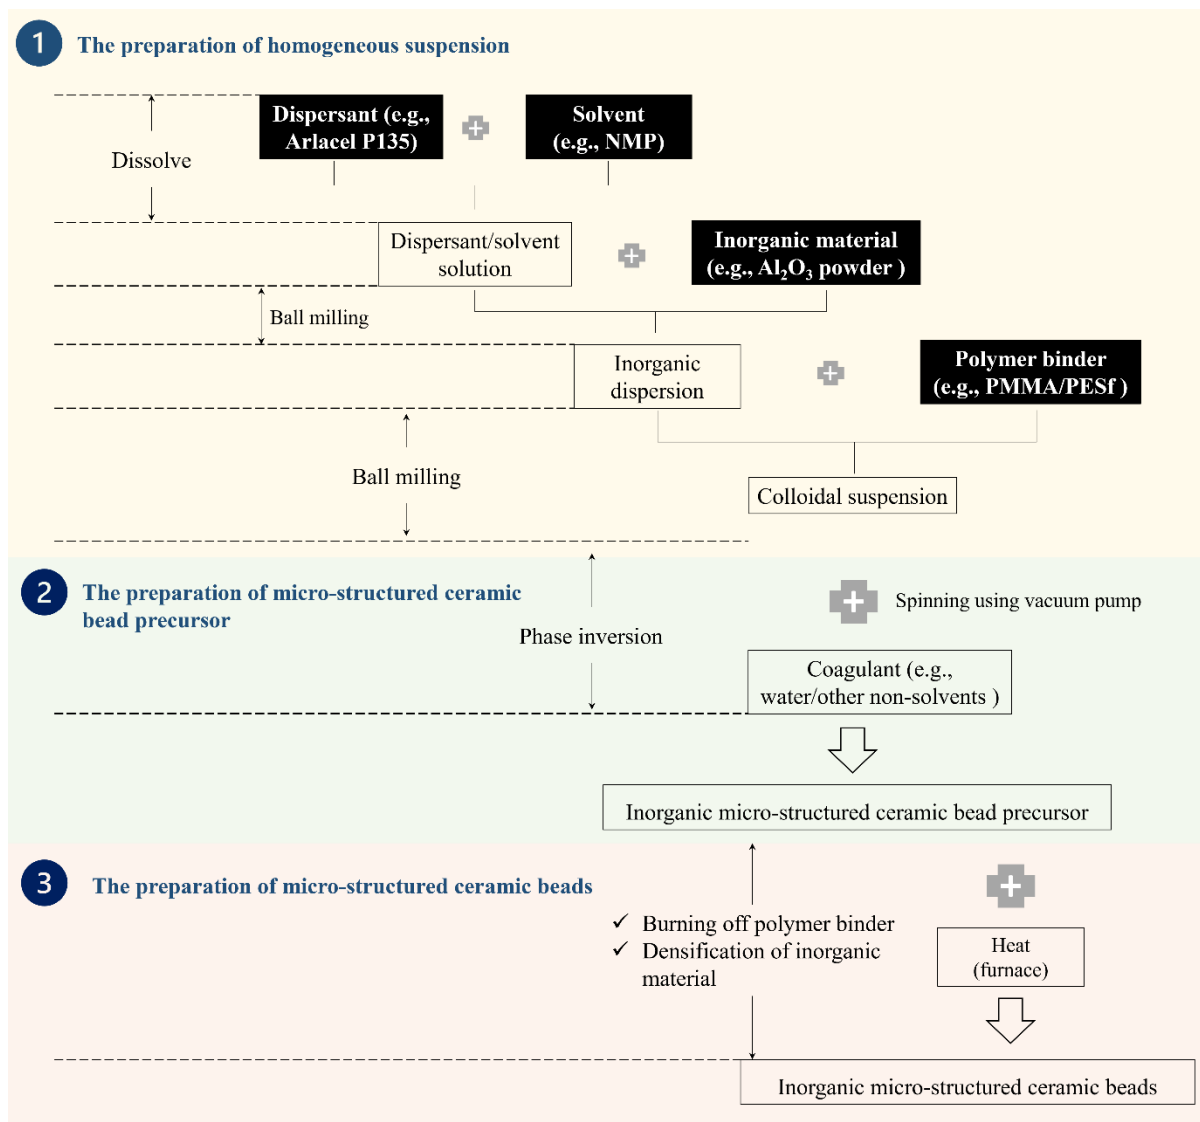 1
The preparation of homogeneous suspension
Dispersant (e.g.,
Arlacel P135)
Solvent
(e.g., NMP)
Dissolve
Dispersant/solvent
solution
Inorganic material
(e.g., Al₂O₃ powder )
Ball milling
Inorganic
dispersion
Polymer binder
(e.g., PMMA/PESf )
Ball milling
Colloidal suspension
2
The preparation of micro-structured ceramic
bead precursor
Spinning using vacuum pump
Phase inversion
Coagulant (e.g.,
water/other non-solvents )
Inorganic micro-structured ceramic bead precursor
3
The preparation of micro-structured ceramic beads
✓ Burning off polymer binder
✓ Densification of inorganic
material
Heat
(furnace)
Inorganic micro-structured ceramic beads